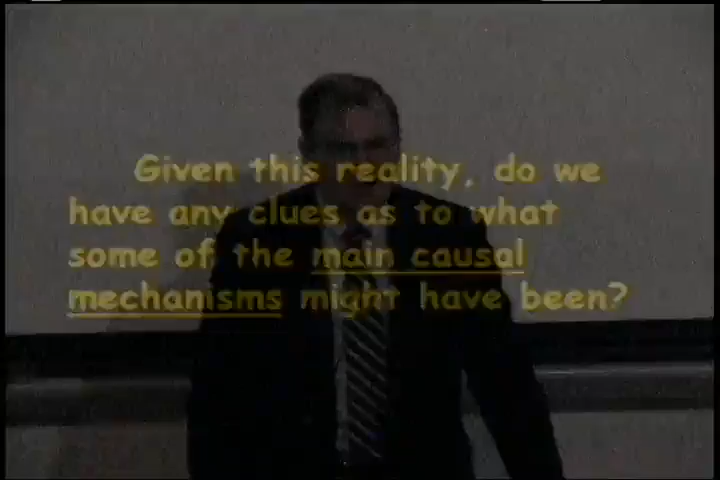 Given this reality, do we
have any clues as to what
some of the main causal
mechanisms might have been?